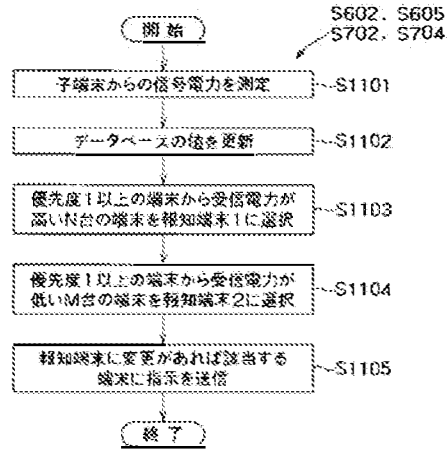 S602, S605
S702, S704
開始
子端末からの信号電力を測定
S1101
データベースの値を更新
S1102
優先度1以上の端末から受信電力が
高いN台の端末を報知端末1に選択
S1103
優先度1以上の端末から受信電力が
低いM台の端末を報知端末2に選択
S1104
報知端末に変更があれば該当する
端末に指示を送信
S1105
終了